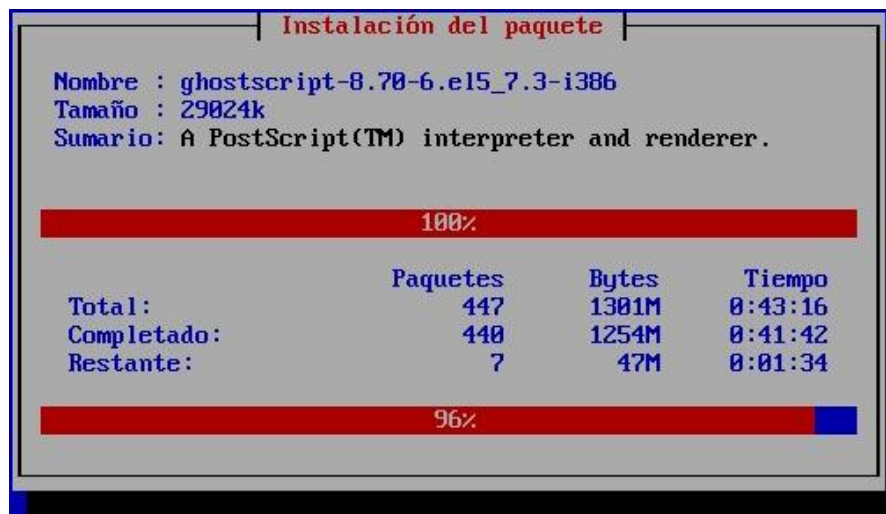 Instalación del paquete
Nombre : ghostscript-8.70-6.el5_7.3-i386
Tamaño : 29024k
Sumario: A PostScript(TM) interpreter and renderer.
100%
Paquetes Bytes Tiempo
Total: 447 1301M 0:43:16
Completado: 440 1254M 0:41:42
Restante: 7 47M 0:01:34
96%